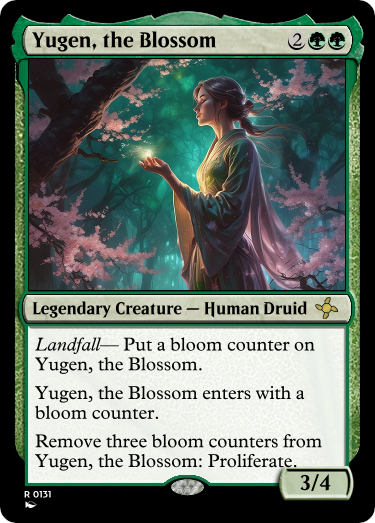 Yugen, the Blossom 2
Legendary Creature — Human Druid
Landfall— Put a bloom counter on
Yugen, the Blossom.
Yugen, the Blossom enters with a
bloom counter.
Remove three bloom counters from
Yugen, the Blossom: Proliferate.
3/4
R 0131